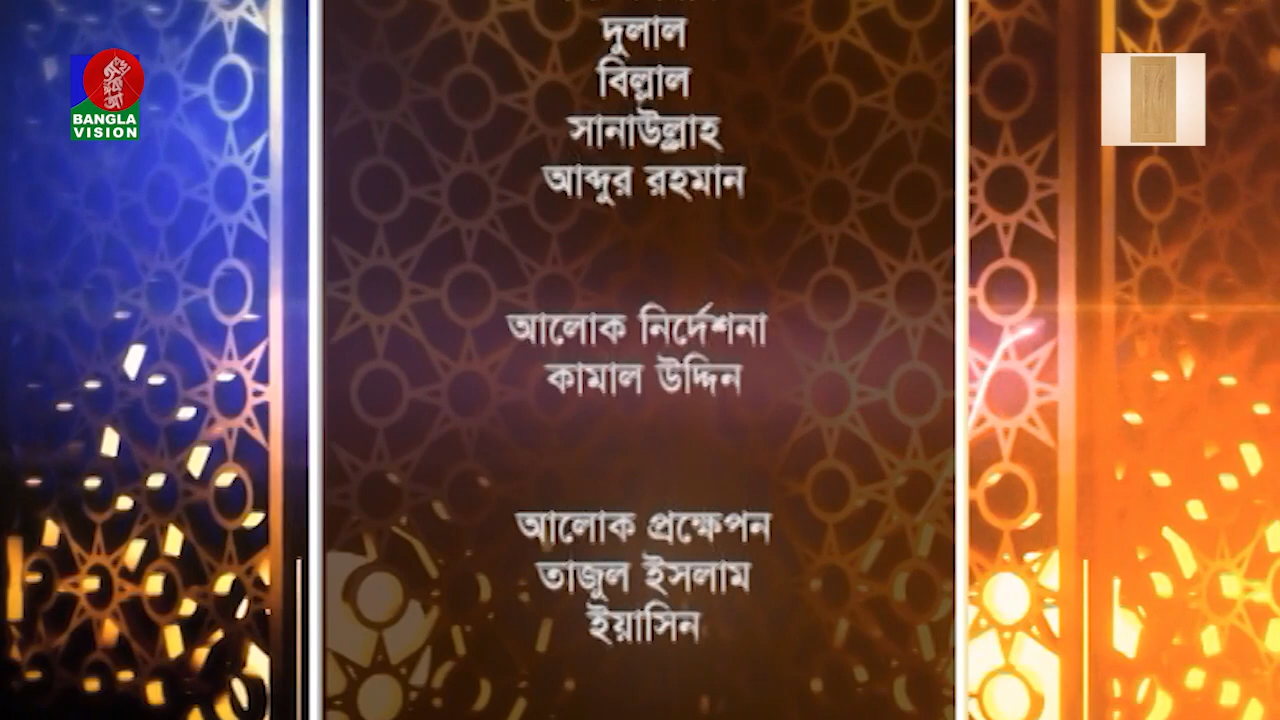 দুলাল
বিল্লাল
সানাউল্লাহ
আব্দুর রহমান
আলোক নির্দেশনা
কামাল উদ্দিন
আলোক প্রক্ষেপন
তাজুল ইসলাম
ইয়াসিন
BANGLA
VISION